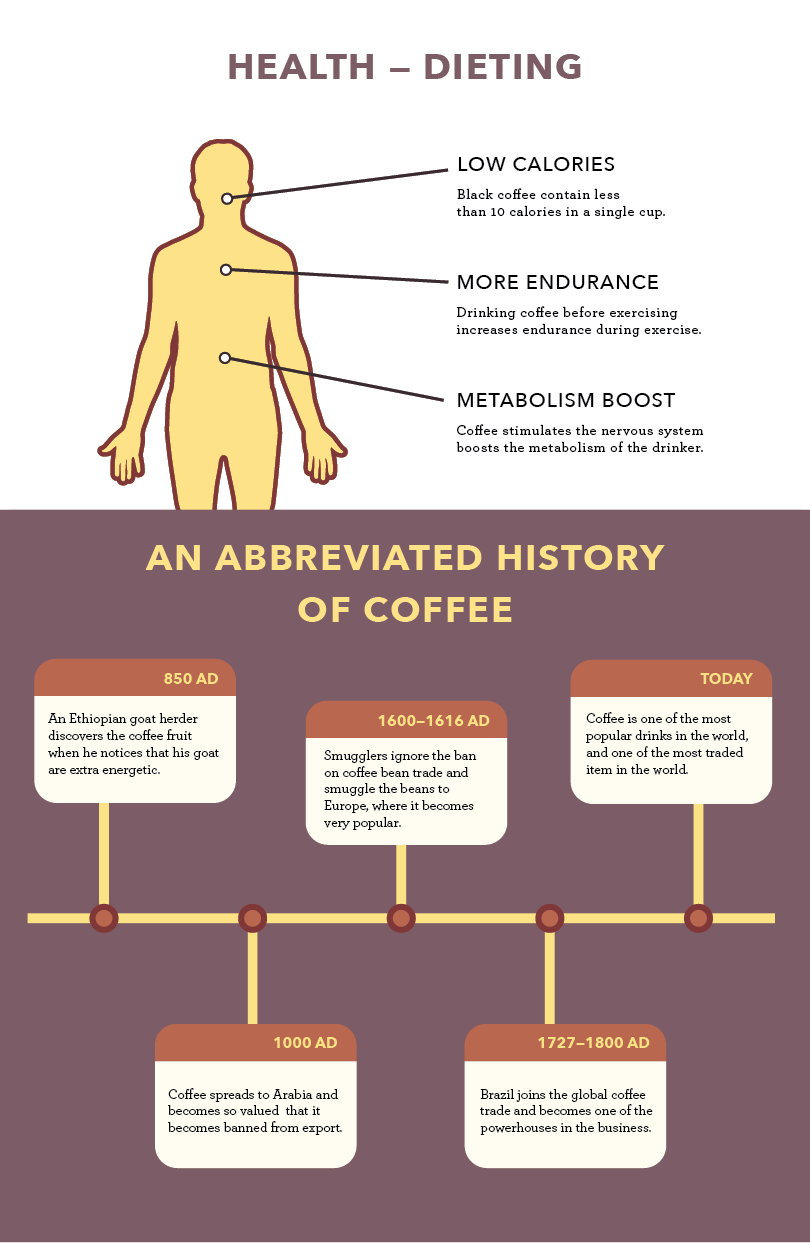 HEALTH – DIETING
LOW CALORIES
Black coffee contain less
than 10 calories in a single cup.
MORE ENDURANCE
Drinking coffee before exercising
increases endurance during exercise.
METABOLISM BOOST
Coffee stimulates the nervous system
boosts the metabolism of the drinker.
AN ABBREVIATED HISTORY
OF COFFEE
850 AD
An Ethiopian goat herder
discovers the coffee fruit
when he notices that his goat
are extra energetic.
1000 AD
Coffee spreads to Arabia and
becomes so valued that it
becomes banned from export.
1600–1616 AD
Smugglers ignore the ban
on coffee bean trade and
smuggle the beans to
Europe, where it becomes
very popular.
1727–1800 AD
Brazil joins the global coffee
trade and becomes one of the
powerhouses in the business.
TODAY
Coffee is one of the most
popular drinks in the world,
and one of the most traded
item in the world.